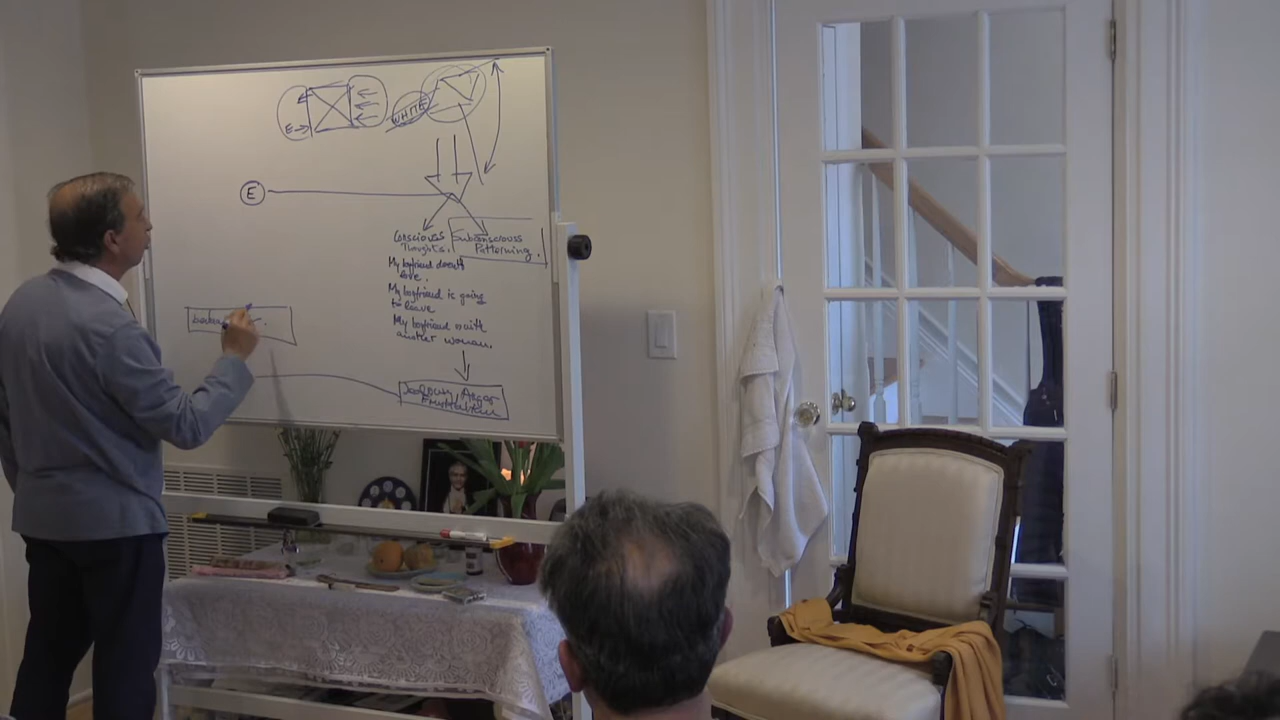 E
WHITE
E
Conscious
Thoughts.
Subconscious
Patterning.
My boyfriend doesn't
love.
My boyfriend is going
to leave
My boyfriend is with
another woman.
Jealousy, Anger
Frustration